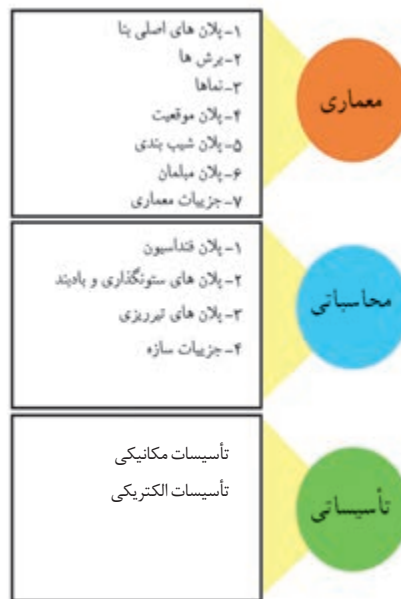 معماری
۱-پلان های اصلی بنا
۲-برش ها
۳-نماها
۴-پلان موقعیت
۵-پلان شیب بندی
۶-پلان مبلمان
۷-جزییات معماری
محاسباتی
۱-پلان فنداسیون
۲-پلان های ستونگذاری و بادبند
۳-پلان های تیرریزی
۴-جزییات سازه
تأسیساتی
تأسیسات مکانیکی
تأسیسات الکتریکی